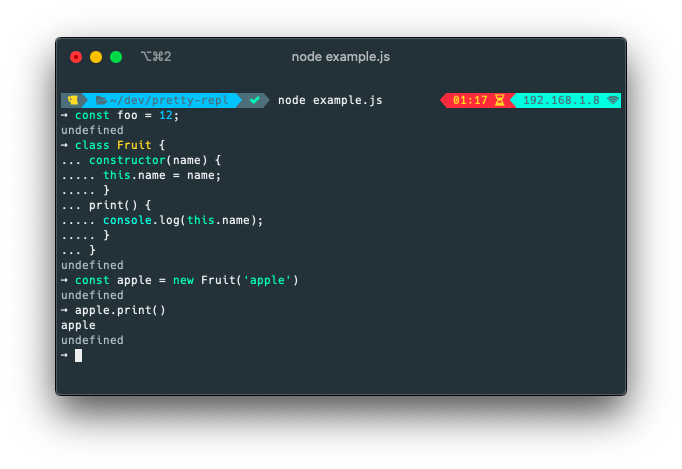 ⌥⌘2 node example.js
~/dev/pretty-repl ✔ node example.js 01:17 192.168.1.8
→ const foo = 12;
undefined
→ class Fruit {
... constructor(name) {
..... this.name = name;
..... }
... print() {
..... console.log(this.name);
..... }
... }
undefined
→ const apple = new Fruit('apple')
undefined
→ apple.print()
apple
undefined
→